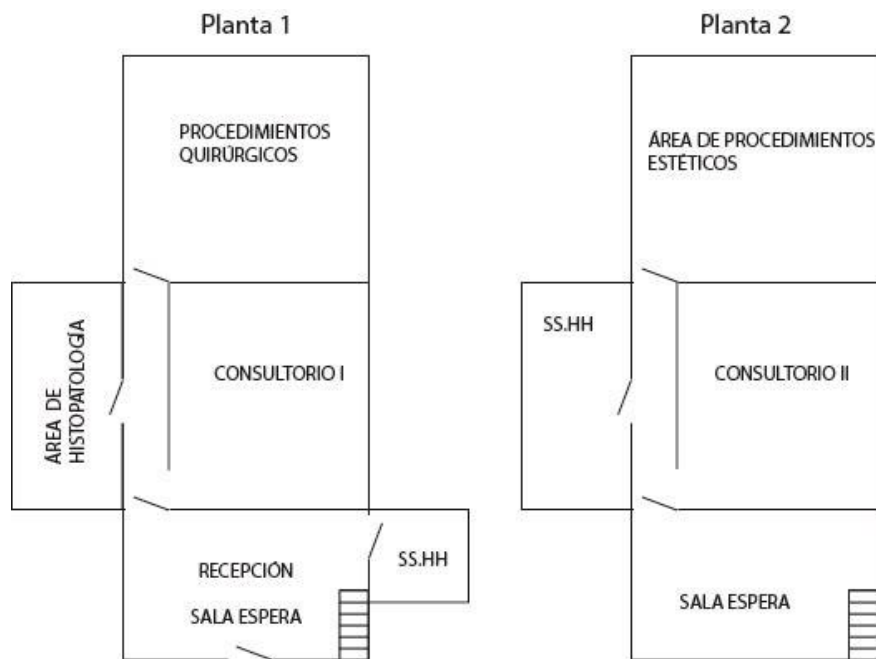 Planta 1
PROCEDIMIENTOS
QUIRÚRGICOS
ÁREA DE
HISTOPATOLOGÍA
CONSULTORIO I
RECEPCIÓN
SS.HH
SALA ESPERA
Planta 2
ÁREA DE PROCEDIMIENTOS
ESTÉTICOS
SS.HH
CONSULTORIO II
SALA ESPERA